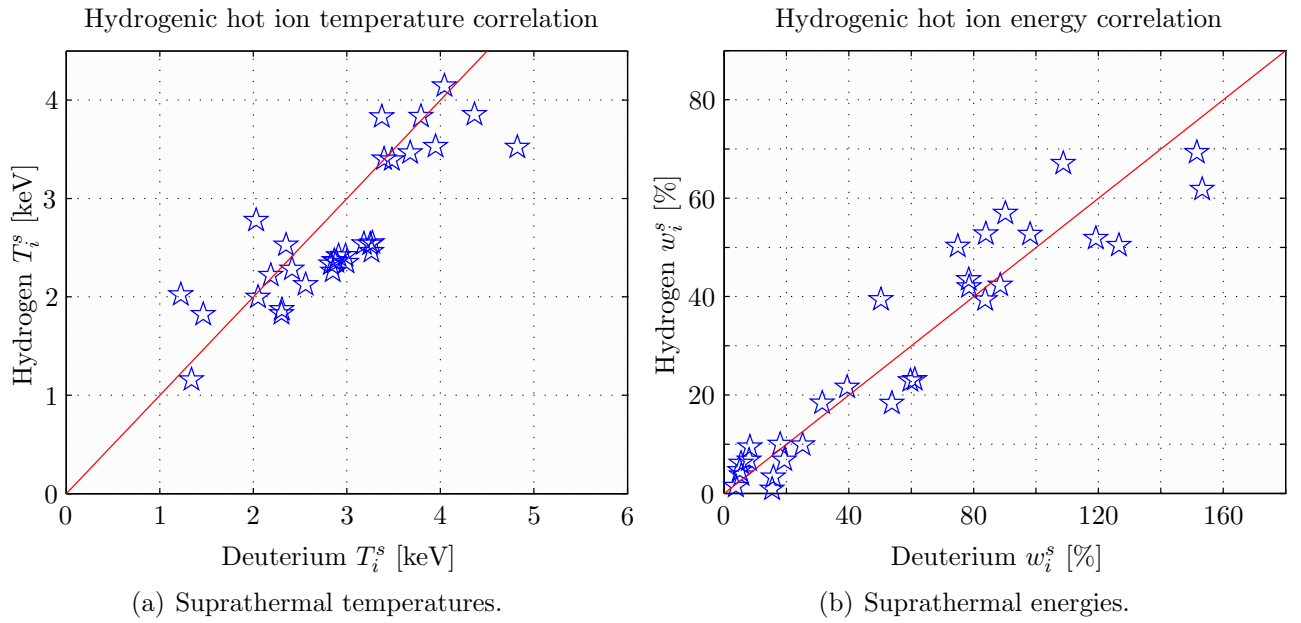 Hydrogenic hot ion temperature correlation
4
3
2
1
0
Hydrogen T_i^s [keV]
0 1 2 3 4 5 6
Deuterium T_i^s [keV]
(a) Suprathermal temperatures.
Hydrogenic hot ion energy correlation
80
60
40
20
0
Hydrogen w_i^s [%]
0 40 80 120 160
Deuterium w_i^s [%]
(b) Suprathermal energies.